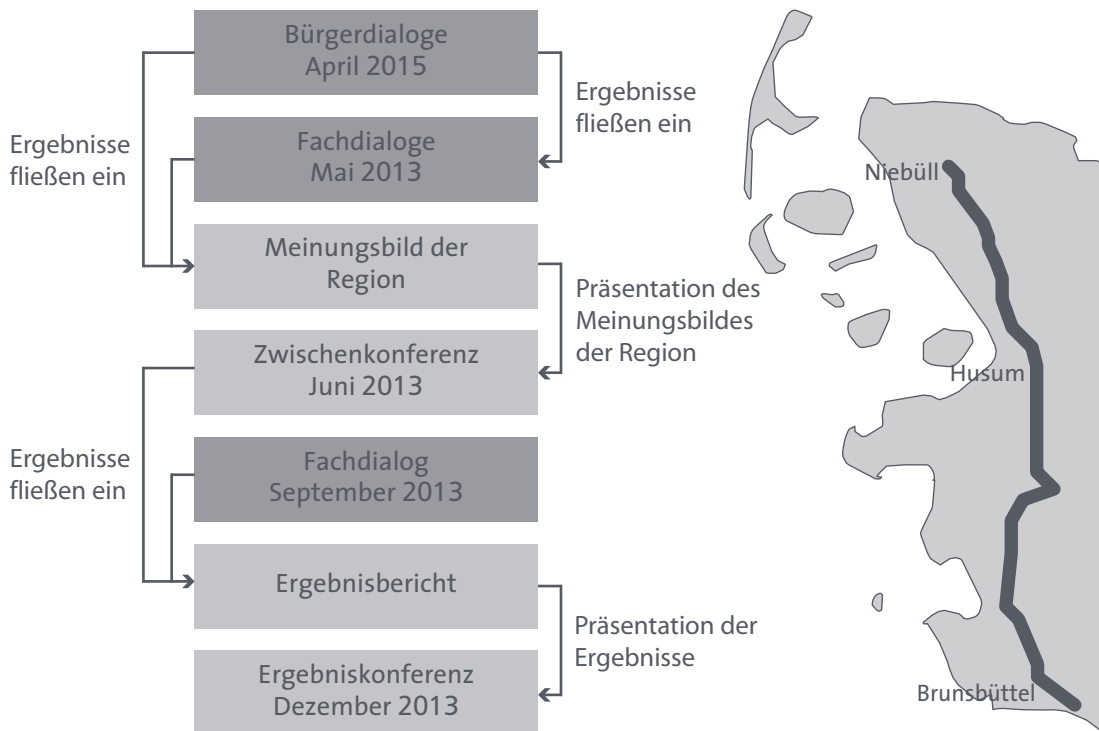 Bürgerdialoge
April 2015
Ergebnisse
fließen ein
Ergebnisse
fließen ein
Fachdialoge
Mai 2013
Meinungsbild der
Region
Präsentation des
Meinungsbildes
der Region
Zwischenkonferenz
Juni 2013
Ergebnisse
fließen ein
Fachdialog
September 2013
Ergebnisbericht
Präsentation der
Ergebnisse
Ergebniskonferenz
Dezember 2013
Niebüll
Husum
Brunsbüttel